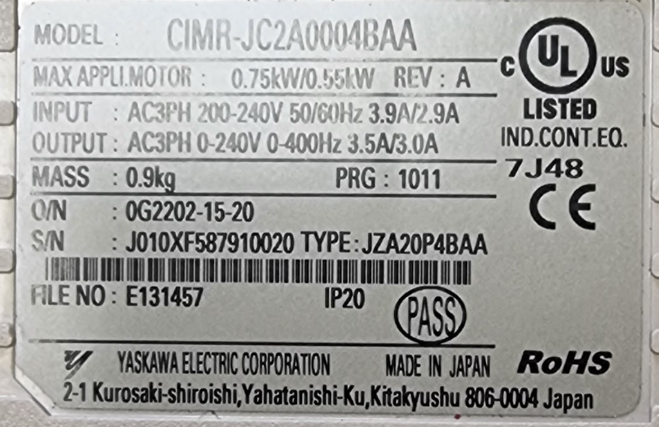 MODEL : CIMR-JC2A0004BAA
MAX APPLI.MOTOR : 0.75kW/0.55kW REV : A
INPUT : AC3PH 200-240V 50/60Hz 3.9A/2.9A
OUTPUT : AC3PH 0-240V 0-400Hz 3.5A/3.0A
MASS : 0.9kg PRG : 1011
O/N : 0G2202-15-20
S/N : J010XF587910020 TYPE : JZA20P4BAA
FILE NO : E131457 IP20 PASS
YASKAWA ELECTRIC CORPORATION MADE IN JAPAN RoHS
2-1 Kurosaki-shiroishi,Yahatanishi-Ku,Kitakyushu 806-0004 Japan
C UL US
LISTED
IND.CONT.EQ.
7J48
CE